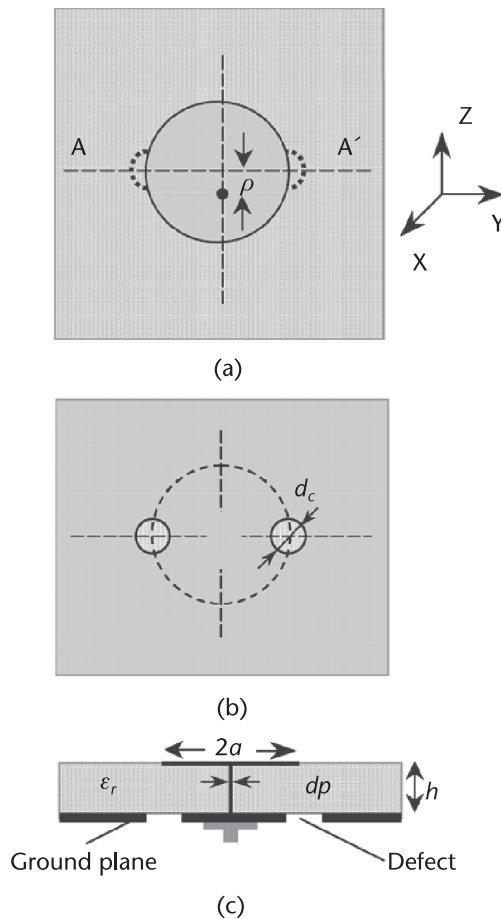 A
A´
ρ
Z
Y
X
(a)
d_c
(b)
2a
ε_r
dp
h
Ground plane
Defect
(c)